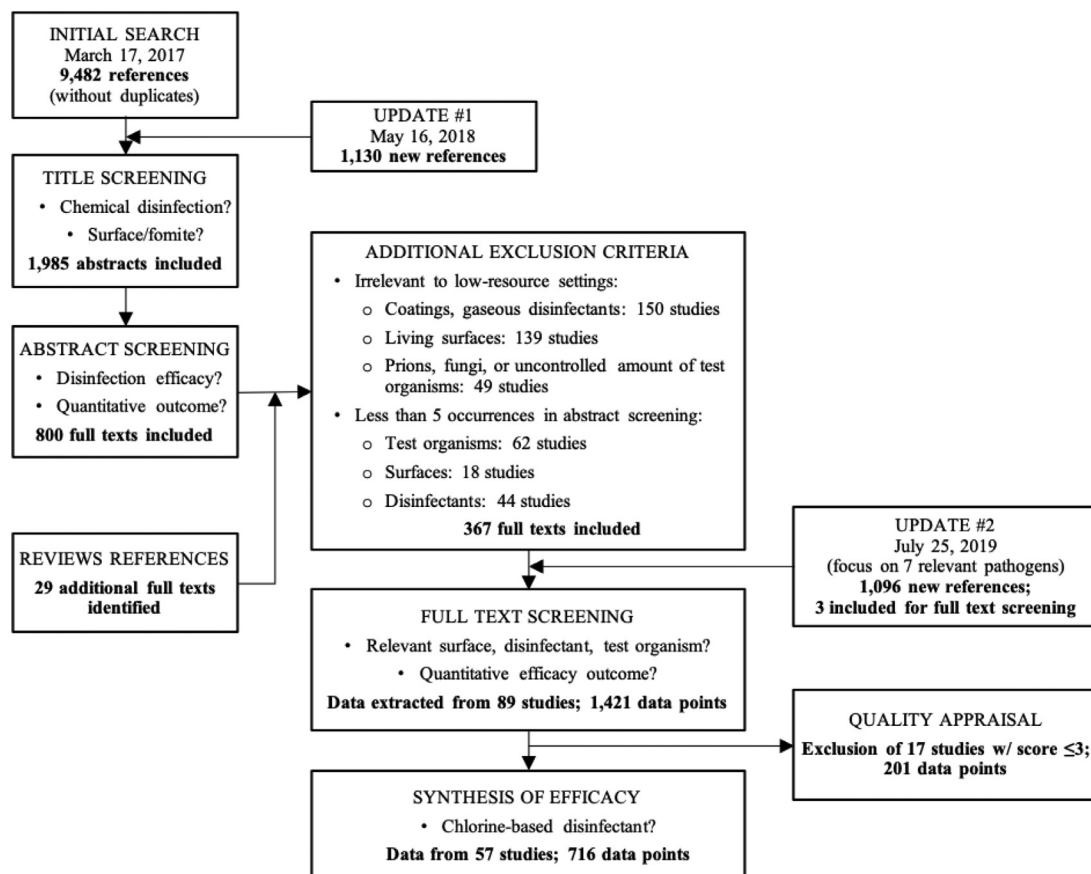 INITIAL SEARCH
March 17, 2017
9,482 references
(without duplicates)
UPDATE #1
May 16, 2018
1,130 new references
TITLE SCREENING
• Chemical disinfection?
• Surface/fomite?
1,985 abstracts included
ABSTRACT SCREENING
• Disinfection efficacy?
• Quantitative outcome?
800 full texts included
REVIEWS REFERENCES
29 additional full texts
identified
ADDITIONAL EXCLUSION CRITERIA
• Irrelevant to low-resource settings:
o Coatings, gaseous disinfectants: 150 studies
o Living surfaces: 139 studies
o Prions, fungi, or uncontrolled amount of test
organisms: 49 studies
• Less than 5 occurrences in abstract screening:
o Test organisms: 62 studies
o Surfaces: 18 studies
o Disinfectants: 44 studies
367 full texts included
UPDATE #2
July 25, 2019
(focus on 7 relevant pathogens)
1,096 new references;
3 included for full text screening
FULL TEXT SCREENING
• Relevant surface, disinfectant, test organism?
• Quantitative efficacy outcome?
Data extracted from 89 studies; 1,421 data points
QUALITY APPRAISAL
Exclusion of 17 studies w/ score ≤3;
201 data points
SYNTHESIS OF EFFICACY
• Chlorine-based disinfectant?
Data from 57 studies; 716 data points